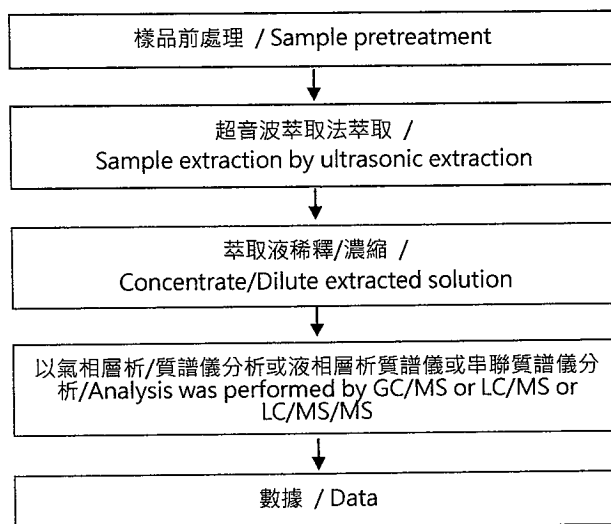 樣品前處理 / Sample pretreatment
超音波萃取法萃取 /
Sample extraction by ultrasonic extraction
萃取液稀釋/濃縮 /
Concentrate/Dilute extracted solution
以氣相層析/質譜儀分析或液相層析質譜儀或串聯質譜儀分
析/Analysis was performed by GC/MS or LC/MS or
LC/MS/MS
數據 / Data